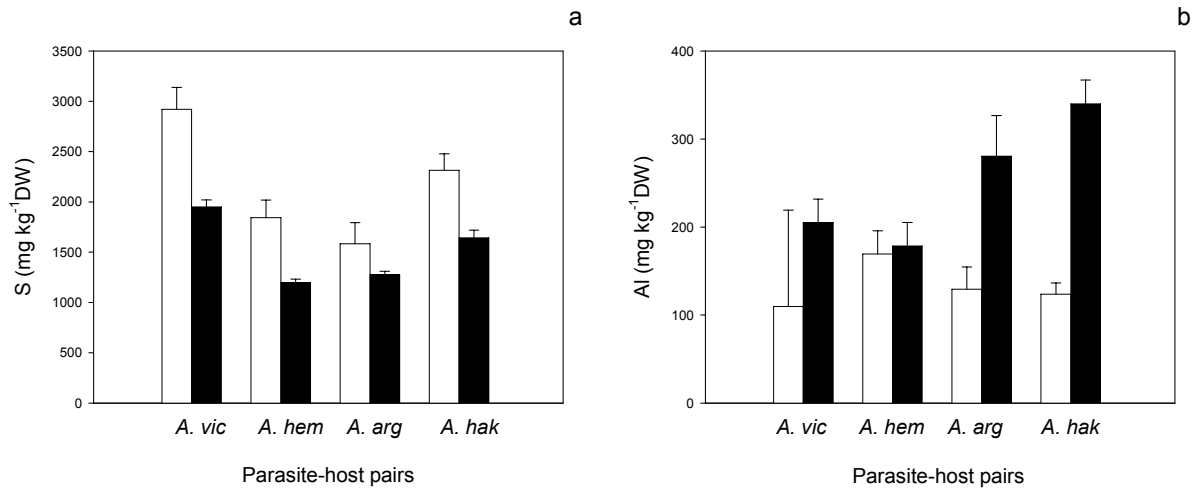 a
S (mg kg⁻¹DW)
3500
3000
2500
2000
1500
1000
500
0
A. vic A. hem A. arg A. hak
Parasite-host pairs
b
Al (mg kg⁻¹DW)
400
300
200
100
0
A. vic A. hem A. arg A. hak
Parasite-host pairs